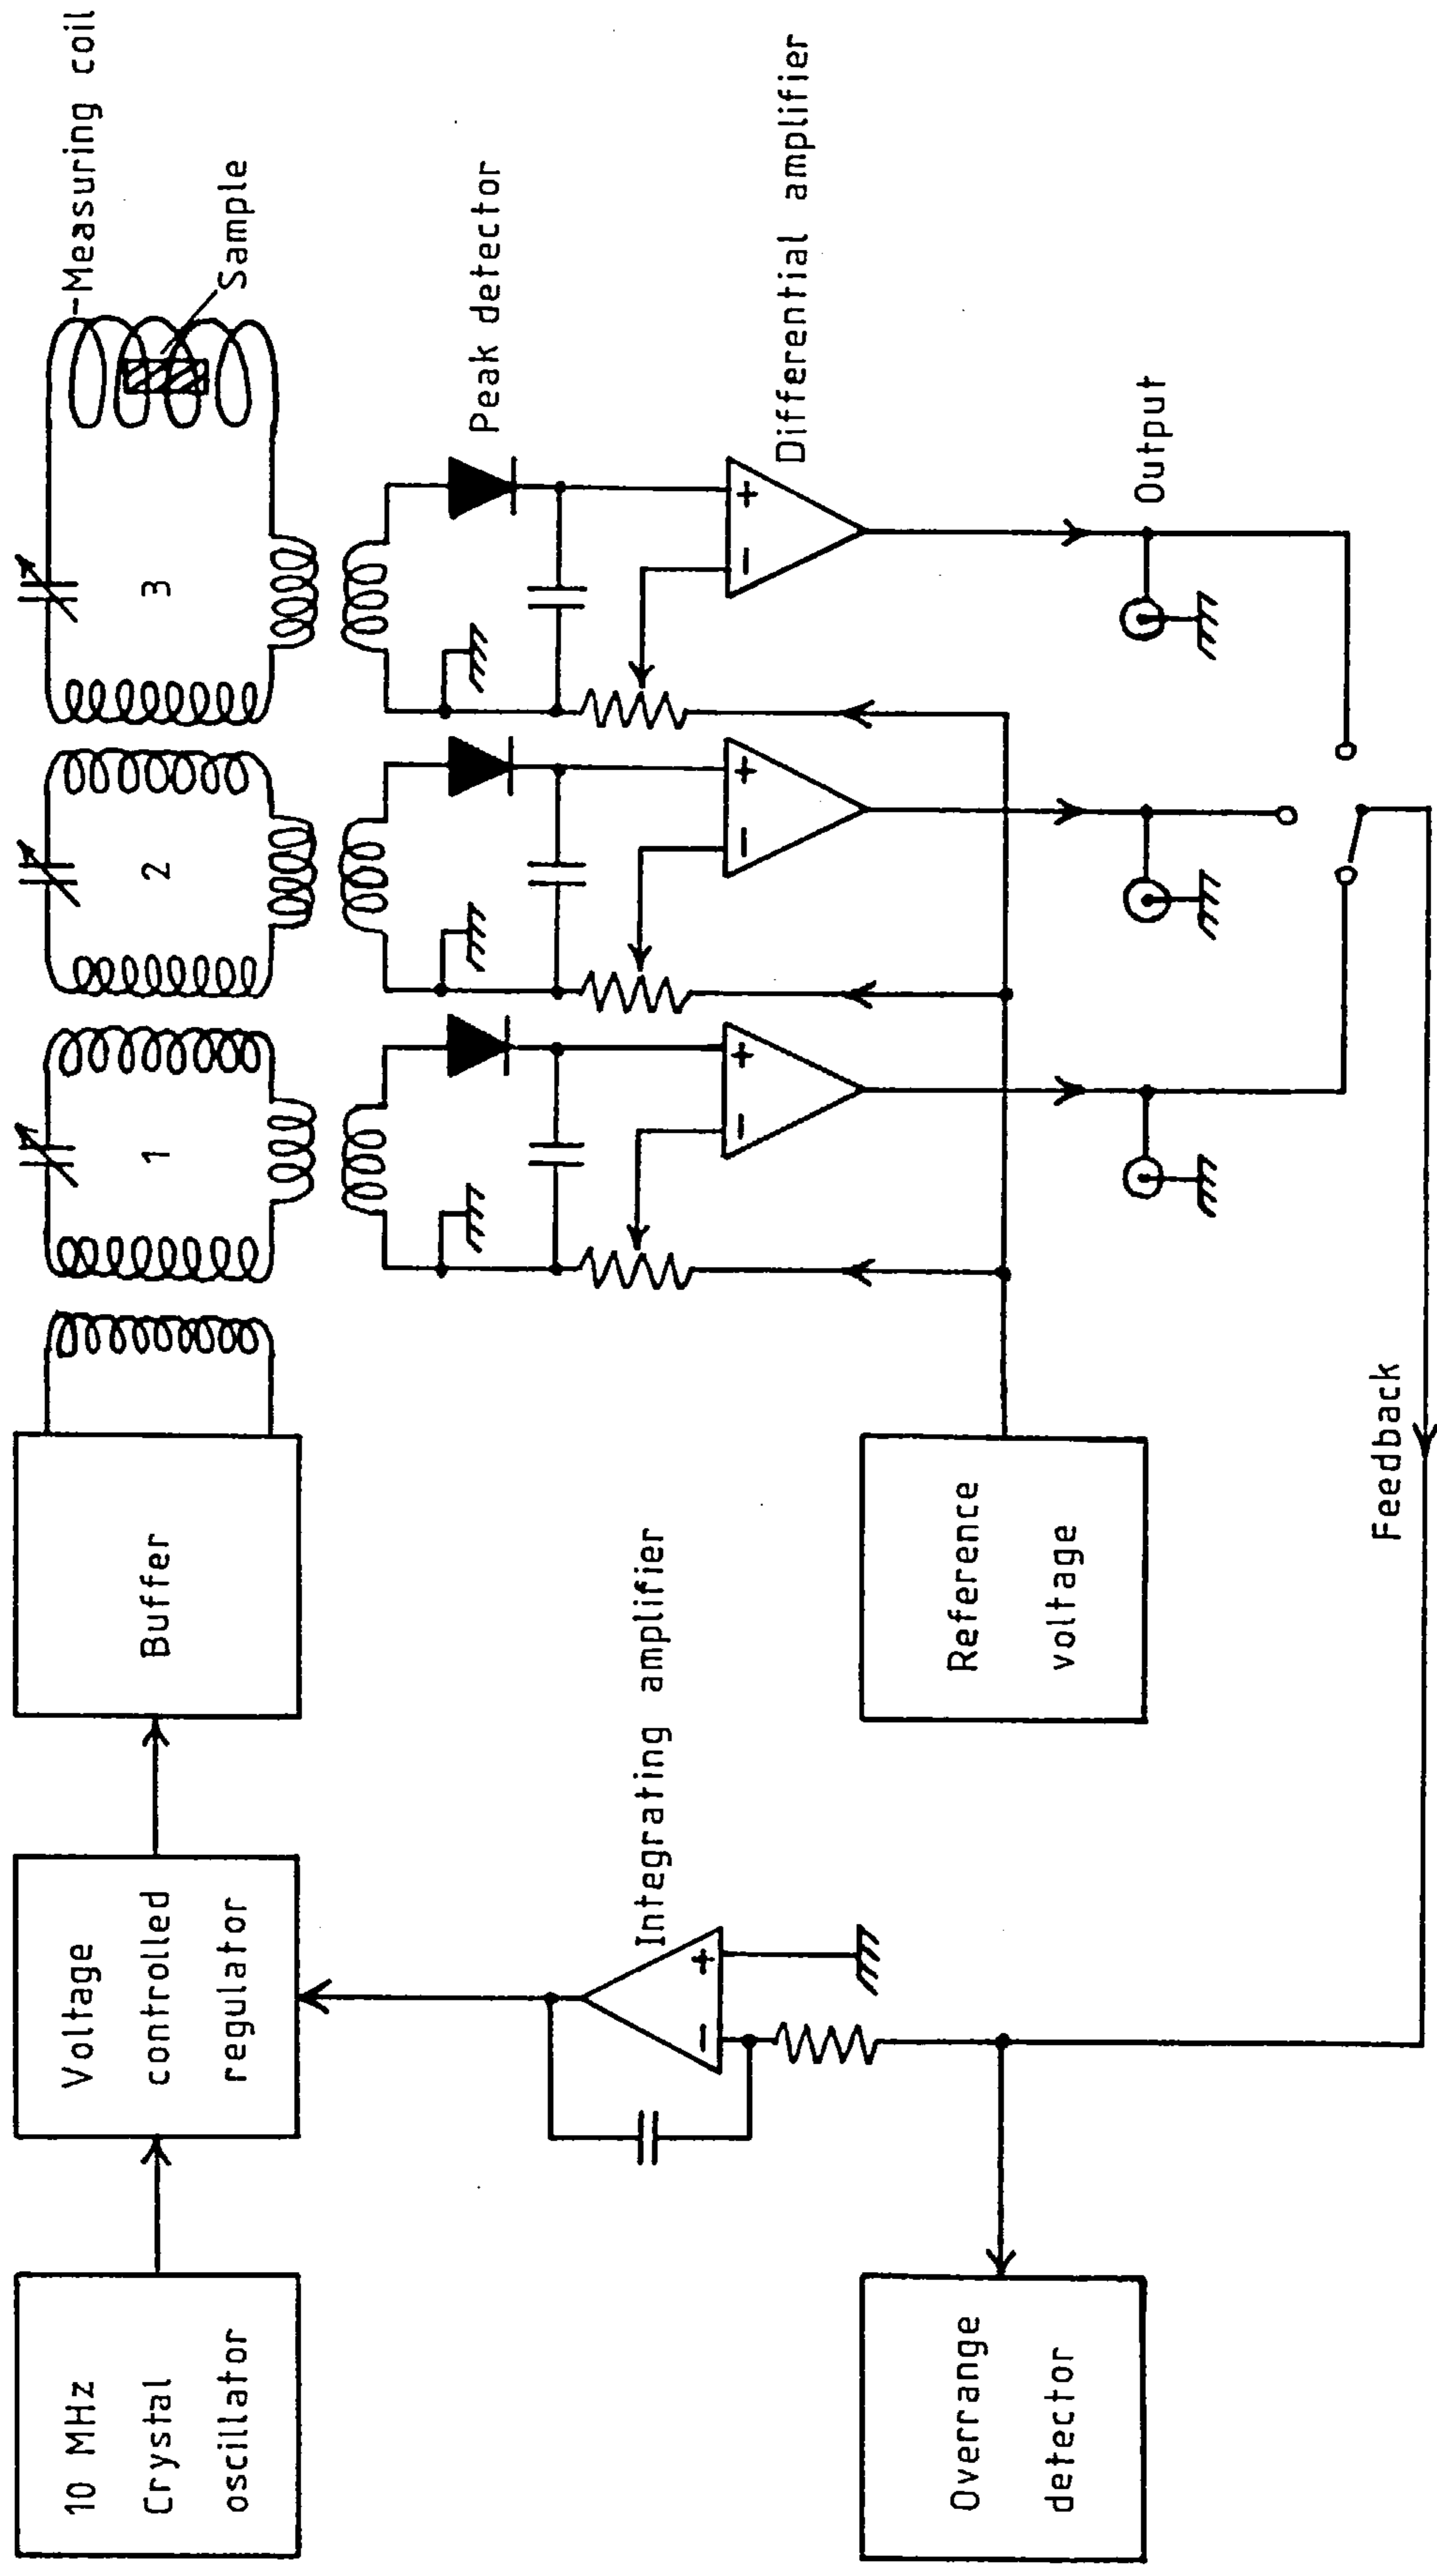 10 MHz
Crystal
oscillator
Voltage
controlled
regulator
Buffer
1
2
3
Measuring coil
Sample
Peak detector
Integrating amplifier
+
−
−
+
−
+
−
+
Differential amplifier
Overrange
detector
Reference
voltage
Output
Feedback